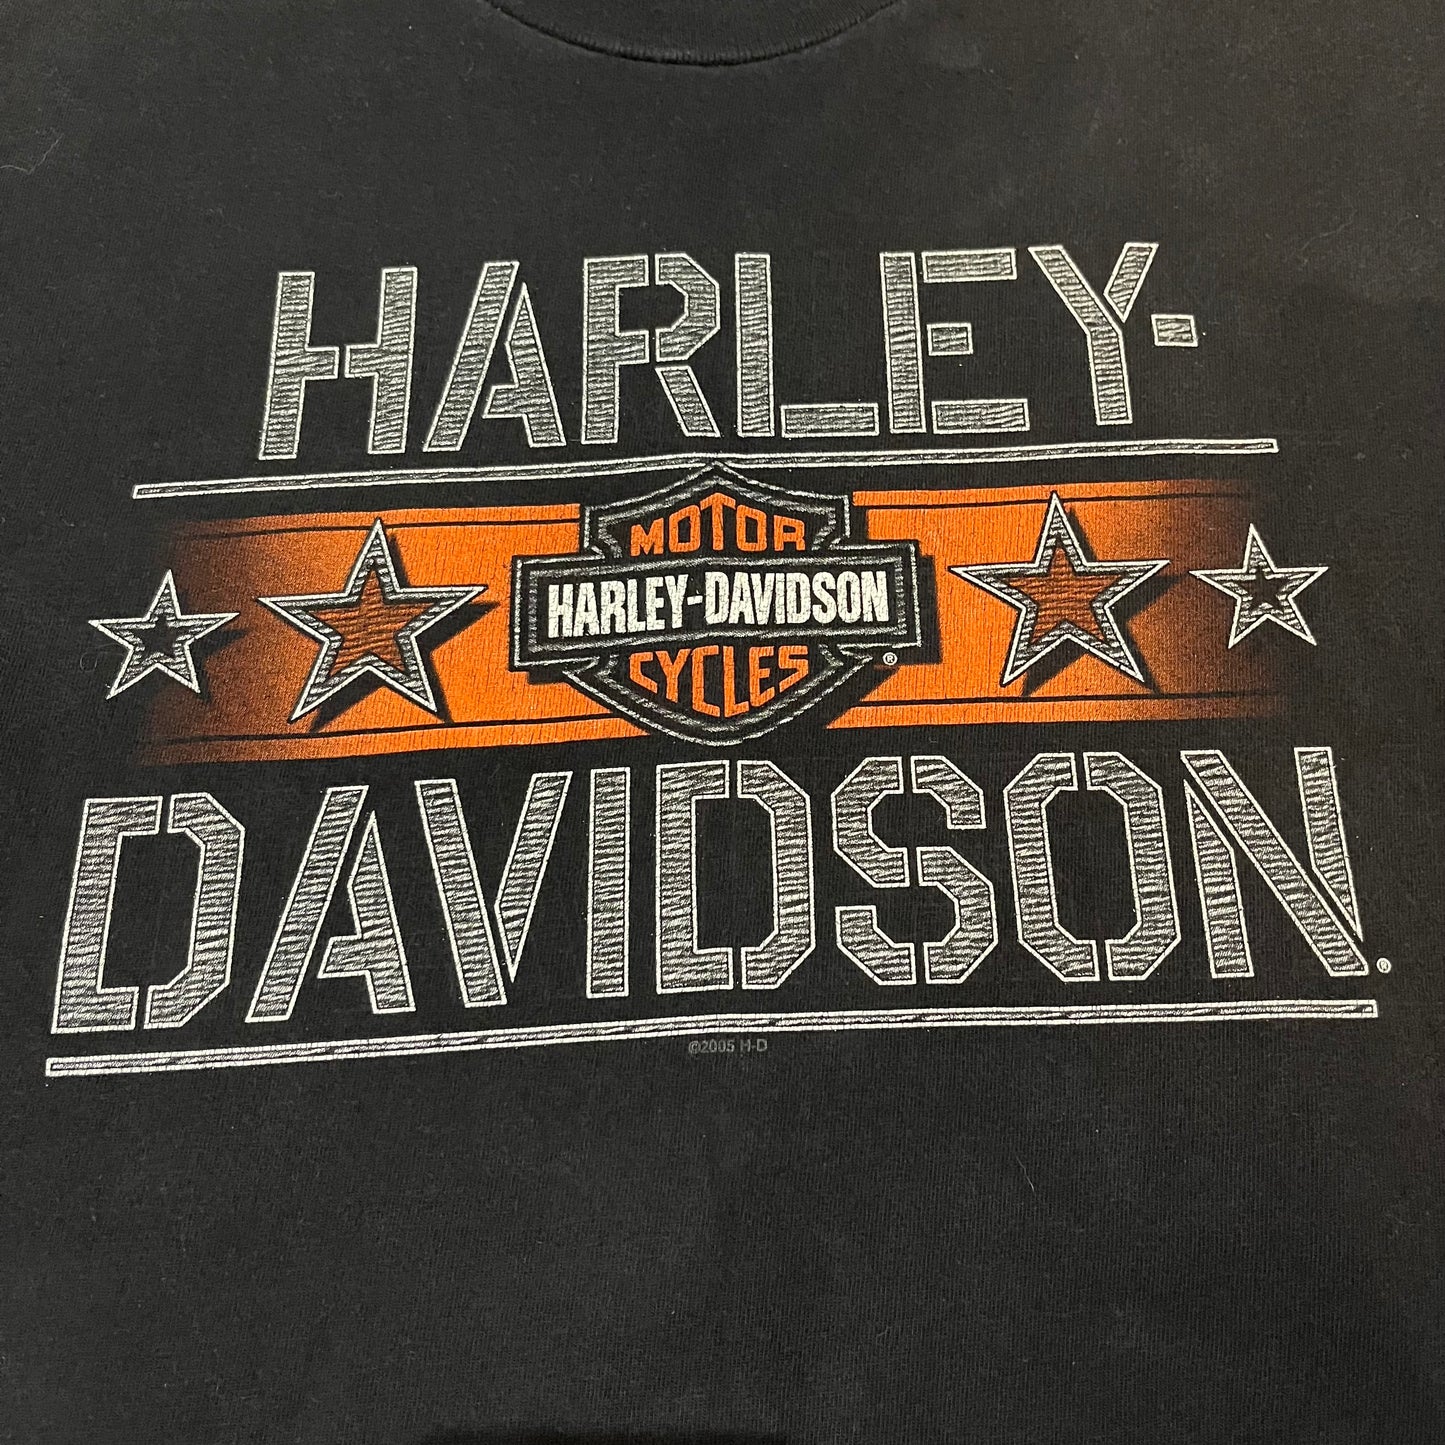 HARLEY-
MOTOR
HARLEY-DAVIDSON
®
CYCLES
DAVIDSON®
©2005 H-D